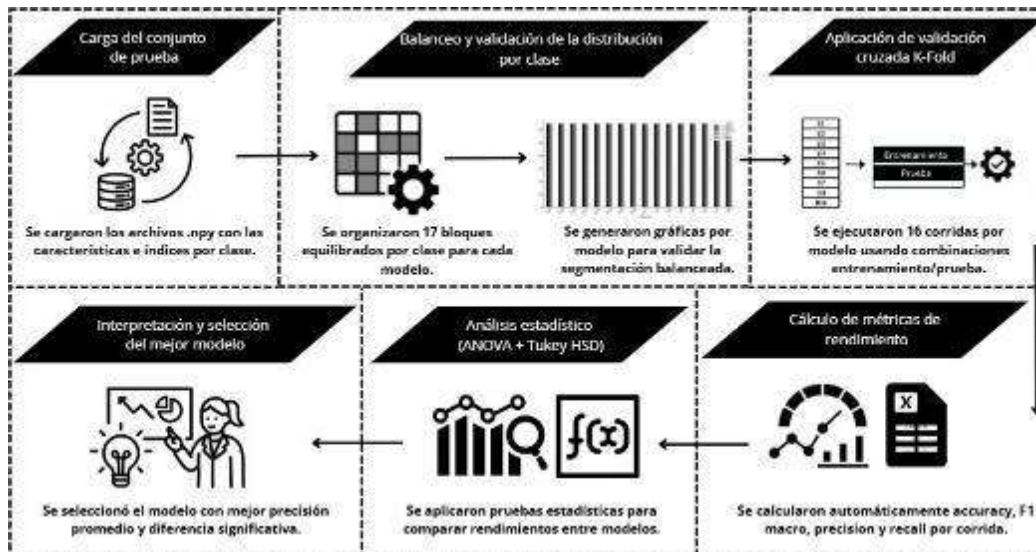 Carga del conjunto
de prueba
Balanceo y validación de la distribución
por clase
Aplicación de validación
cruzada K-Fold
Entrenamiento
Prueba
Se cargaron los archivos .npy con las
características e índices por clase.
Se organizaron 17 bloques
equilibrados por clase para cada
modelo.
Se generaron gráficas por
modelo para validar la
segmentación balanceada.
Se ejecutaron 16 corridas por
modelo usando combinaciones
entrenamiento/prueba.
Interpretación y selección
del mejor modelo
Análisis estadístico
(ANOVA + Tukey HSD)
Cálculo de métricas de
rendimiento
f(x)
X
Se seleccionó el modelo con mejor precisión
promedio y diferencia significativa.
Se aplicaron pruebas estadísticas para
comparar rendimientos entre modelos.
Se calcularon automáticamente accuracy, F1
macro, precision y recall por corrida.